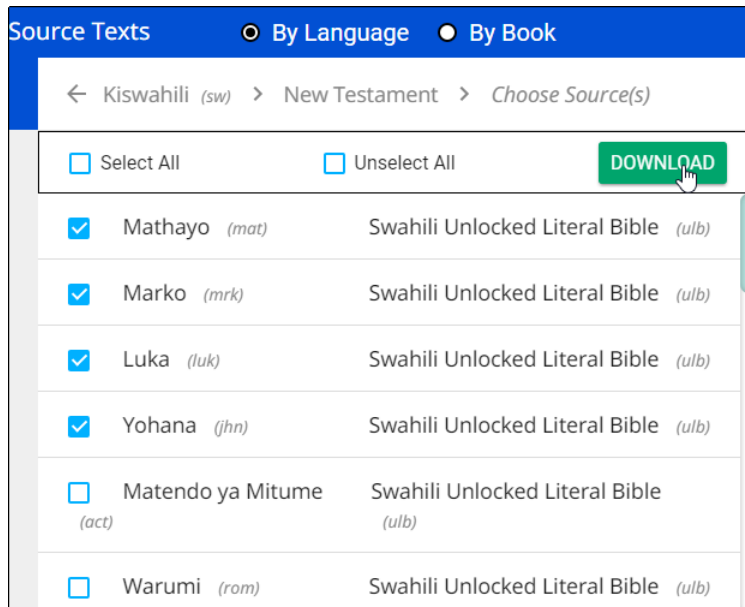 Source Texts By Language By Book
Kiswahili (sw) > New Testament > Choose Source(s)
Select All Unselect All DOWNLOAD
Mathayo (mat) Swahili Unlocked Literal Bible (ulb)
Marko (mrk) Swahili Unlocked Literal Bible (ulb)
Luka (luk) Swahili Unlocked Literal Bible (ulb)
Yohana (jhn) Swahili Unlocked Literal Bible (ulb)
Matendo ya Mitume Swahili Unlocked Literal Bible
(act) (ulb)
Warumi (rom) Swahili Unlocked Literal Bible (ulb)